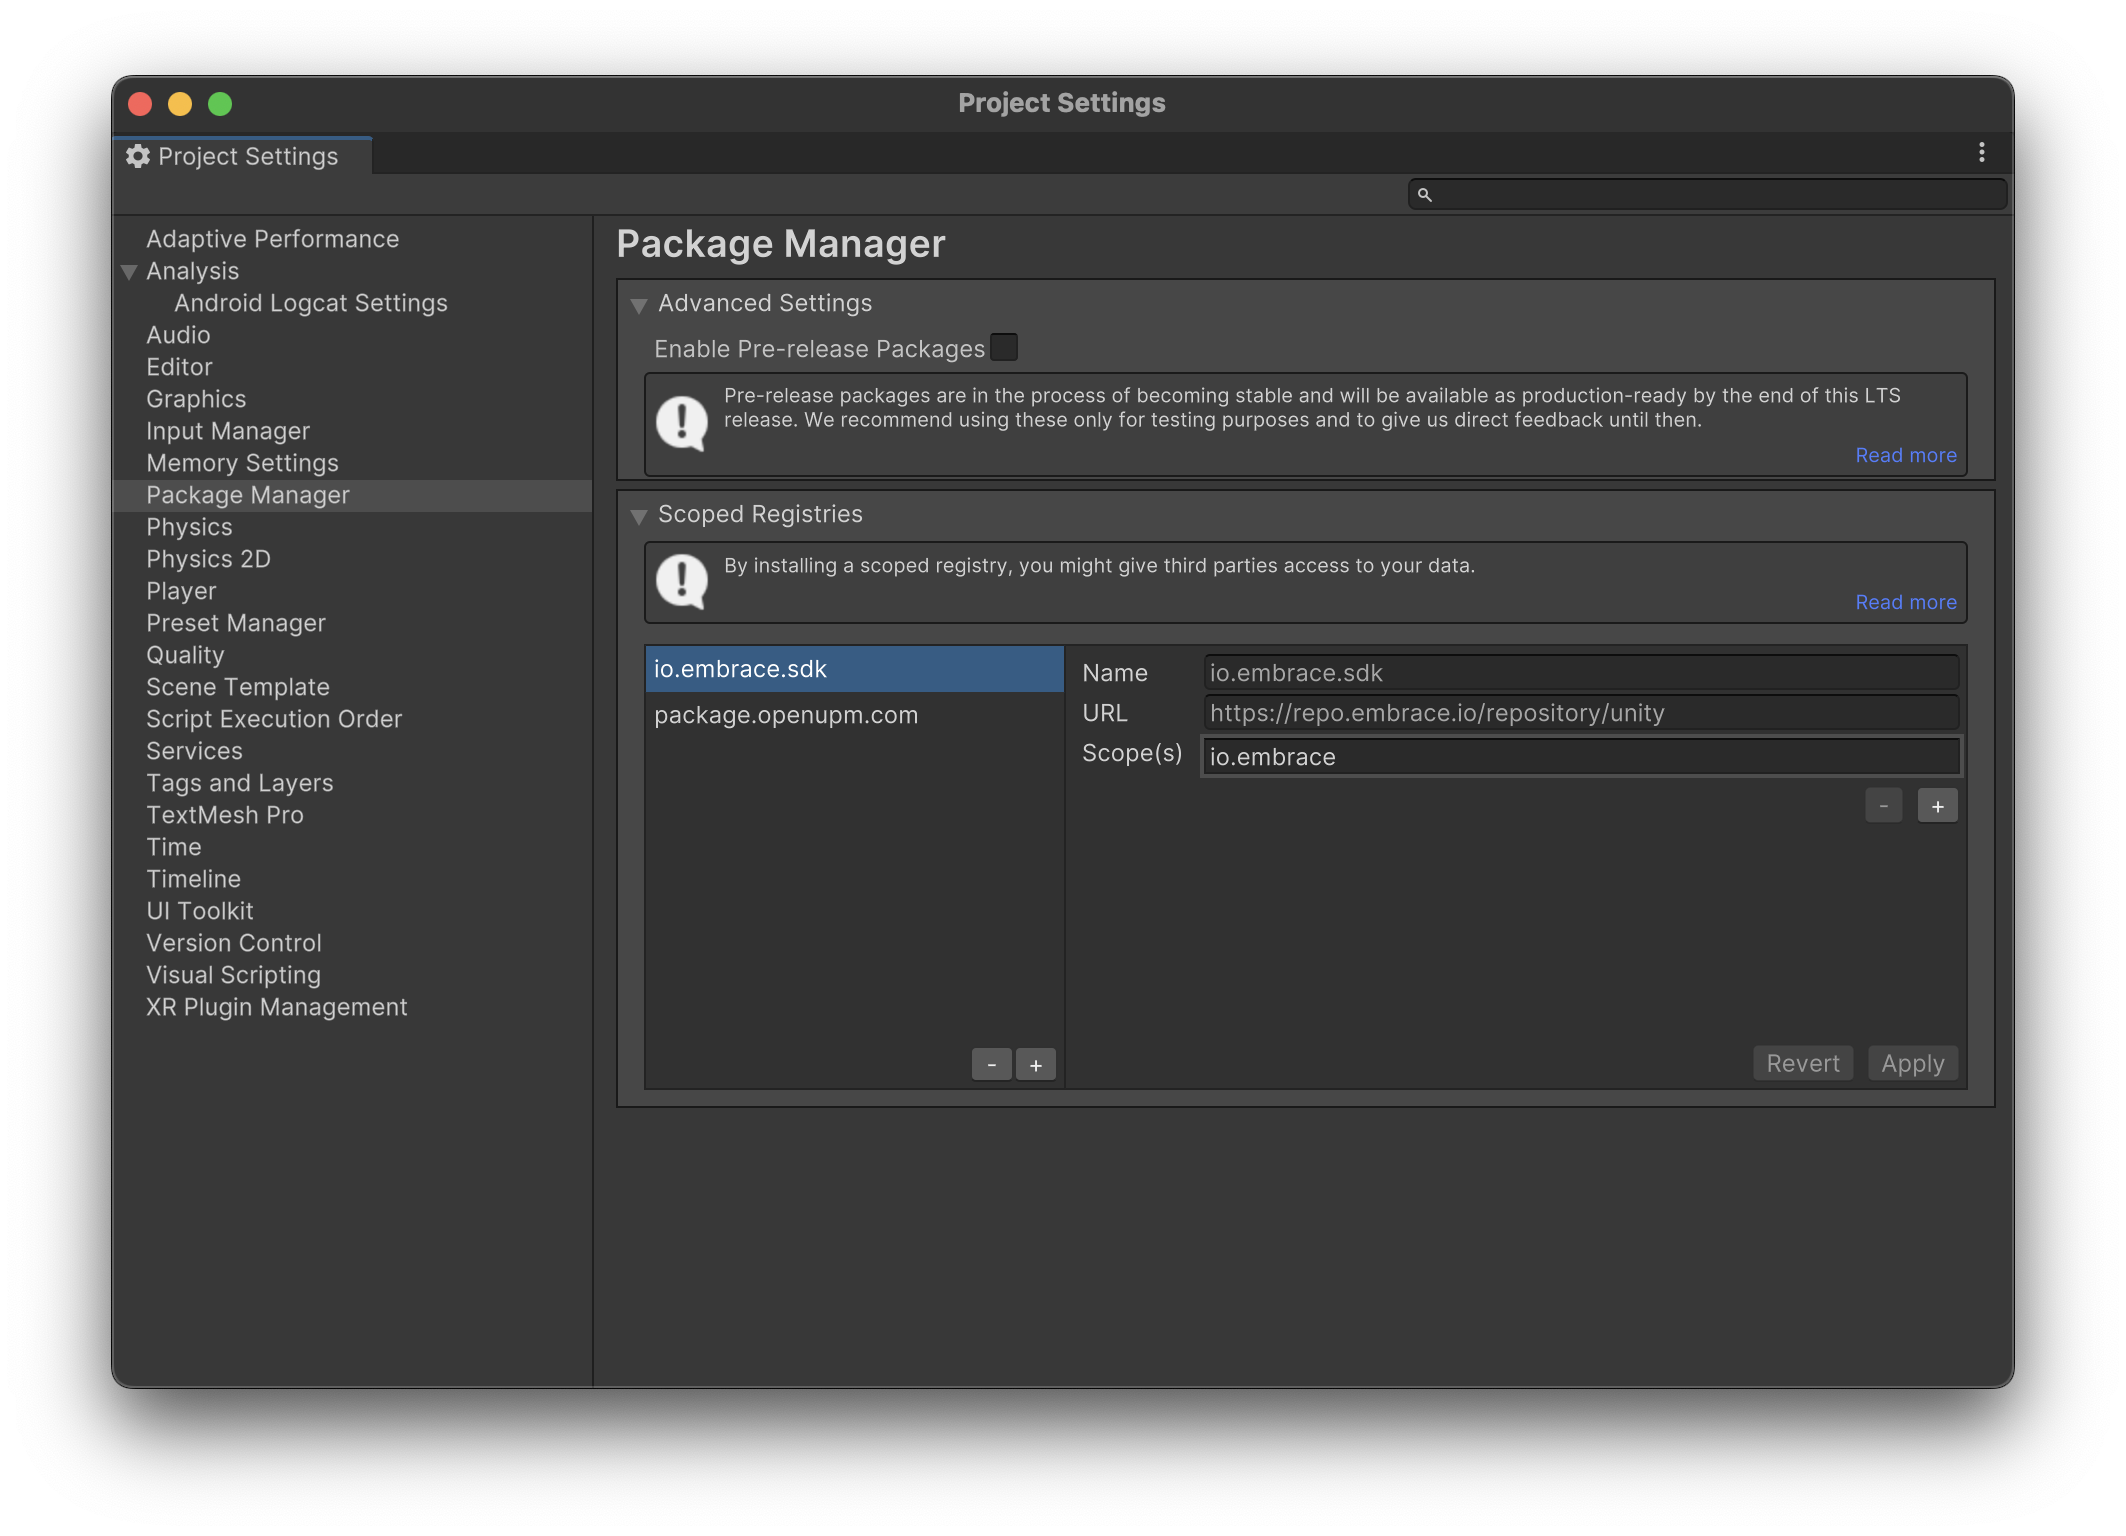 Project Settings
Project Settings
Adaptive Performance
Analysis
Android Logcat Settings
Audio
Editor
Graphics
Input Manager
Memory Settings
Package Manager
Physics
Physics 2D
Player
Preset Manager
Quality
Scene Template
Script Execution Order
Services
Tags and Layers
TextMesh Pro
Time
Timeline
UI Toolkit
Version Control
Visual Scripting
XR Plugin Management
Package Manager
Advanced Settings
Enable Pre-release Packages
Pre-release packages are in the process of becoming stable and will be available as production-ready by the end of this LTS
release. We recommend using these only for testing purposes and to give us direct feedback until then.
Read more
Scoped Registries
By installing a scoped registry, you might give third parties access to your data.
Read more
io.embrace.sdk
package.openupm.com
- +
Name io.embrace.sdk
URL https://repo.embrace.io/repository/unity
Scope(s) io.embrace
- +
Revert Apply